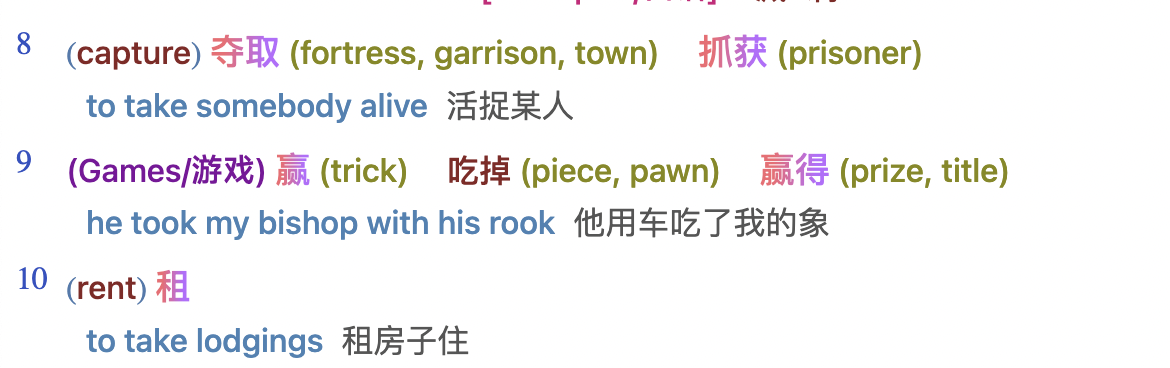 8 (capture) 夺取 (fortress, garrison, town) 抓获 (prisoner)
to take somebody alive 活捉某人
9 (Games/游戏) 赢 (trick) 吃掉 (piece, pawn) 赢得 (prize, title)
he took my bishop with his rook 他用车吃了我的象
10 (rent) 租
to take lodgings 租房子住